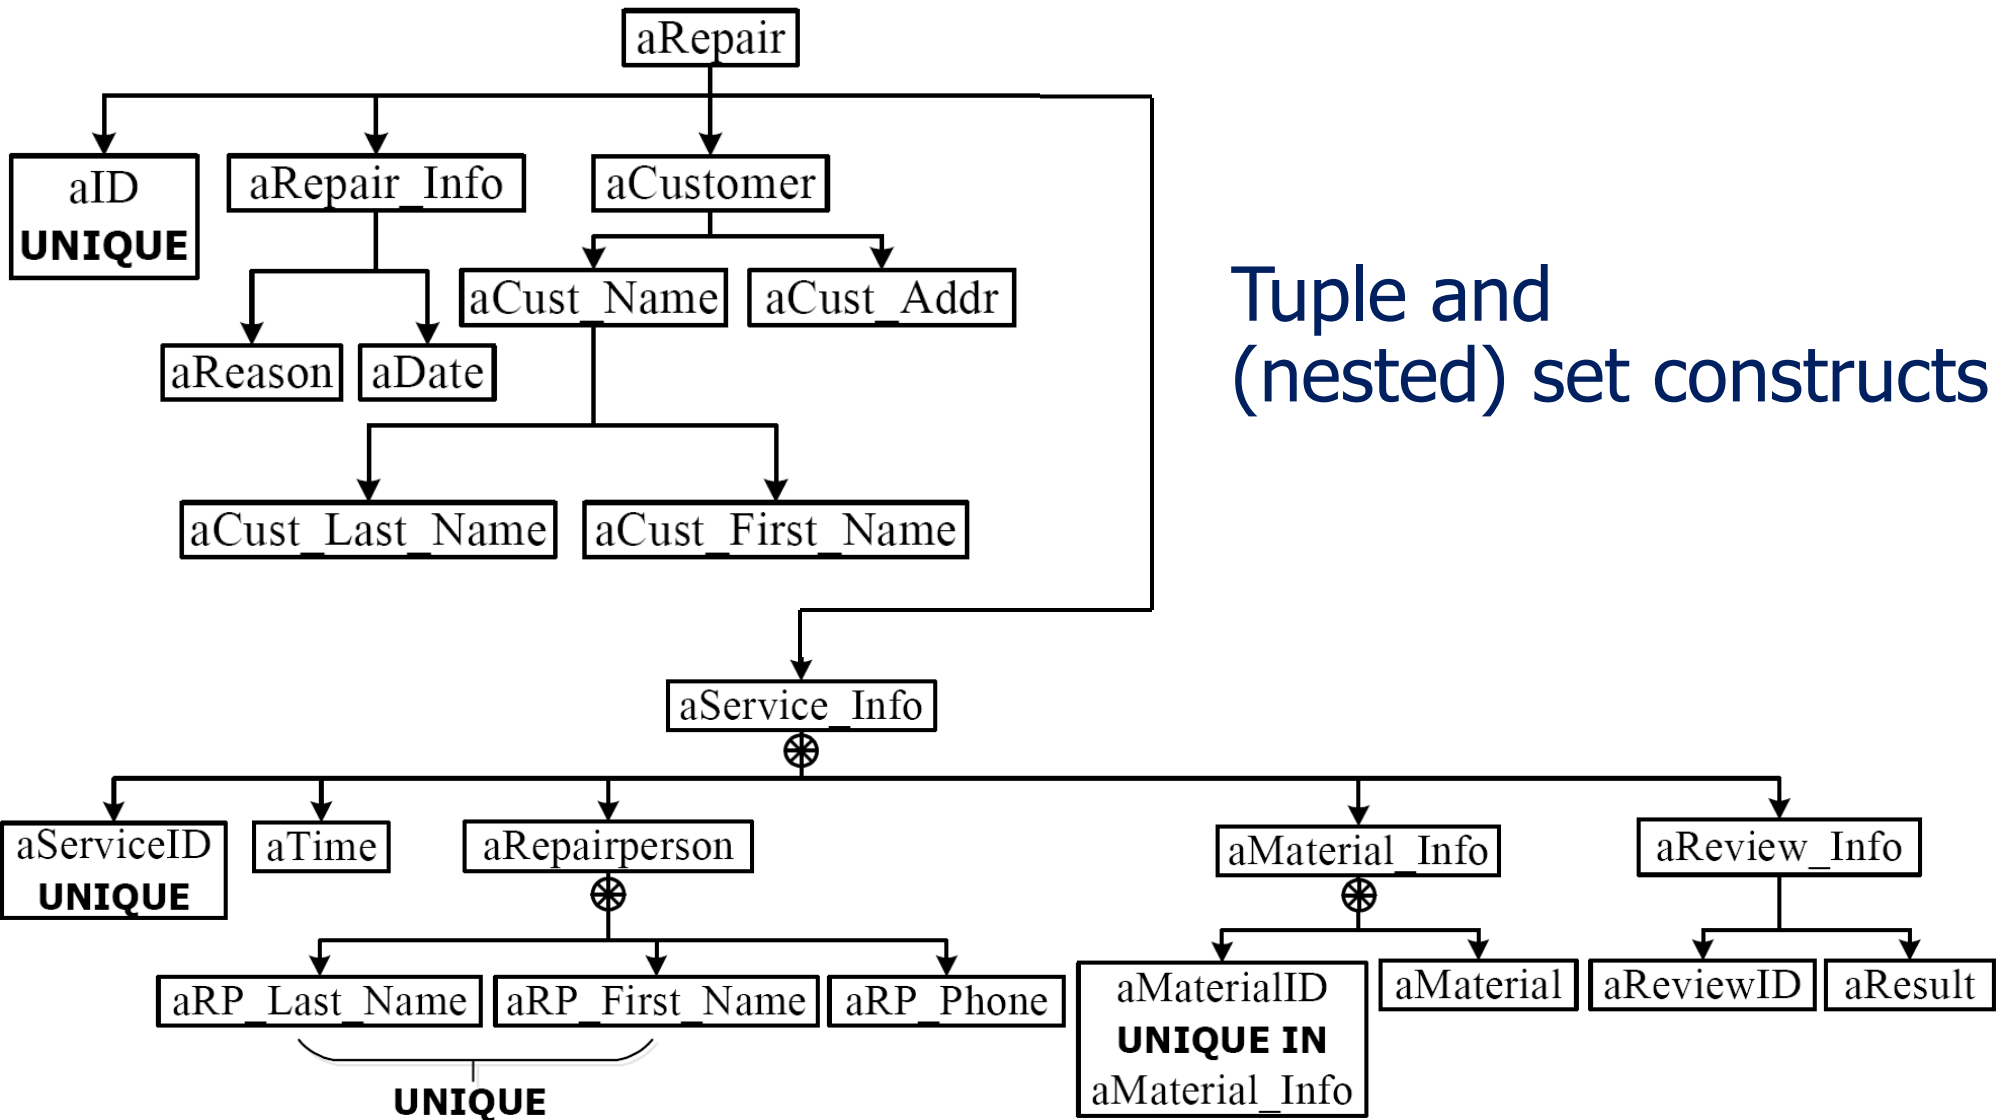 aRepair
aID
UNIQUE
aRepair_Info
aCustomer
aCust_Name
aCust_Addr
Tuple and
(nested) set constructs
aReason
aDate
aCust_Last_Name
aCust_First_Name
aService_Info
aServiceID
UNIQUE
aTime
aRepairperson
aMaterial_Info
aReview_Info
aRP_Last_Name
aRP_First_Name
aRP_Phone
UNIQUE
aMaterialID
UNIQUE IN
aMaterial_Info
aMaterial
aReviewID
aResult